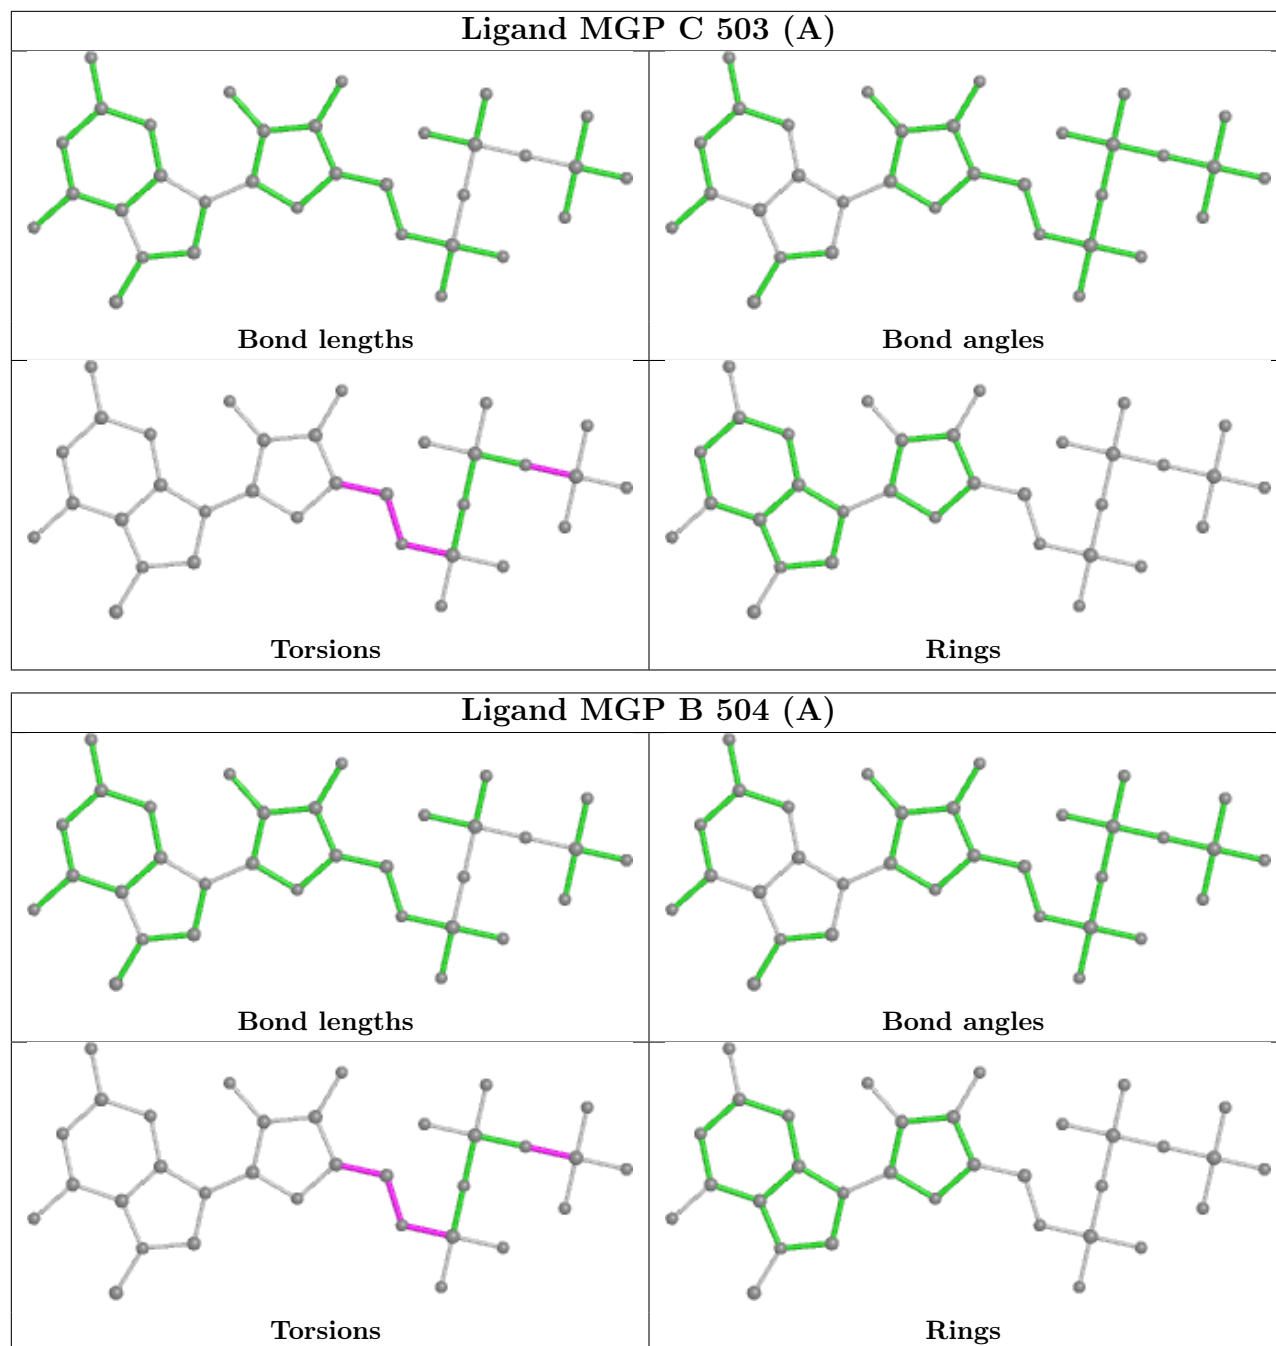 Ligand MGP C 503 (A)
Bond lengths
Bond angles
Torsions
Rings
Ligand MGP B 504 (A)
Bond lengths
Bond angles
Torsions
Rings